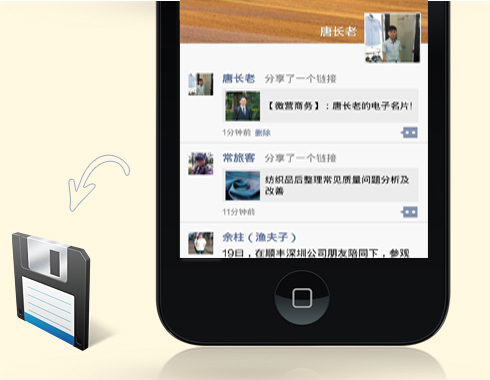 唐长老
唐长老 分享了一个链接
【微营商务】：唐长老的电子名片!
1分钟前 删除
常旅客 分享了一个链接
纺织品后整理常见质量问题分析及
改善
11分钟前
余柱（渔夫子）
19日，在顺丰深圳公司朋友陪同下，参观